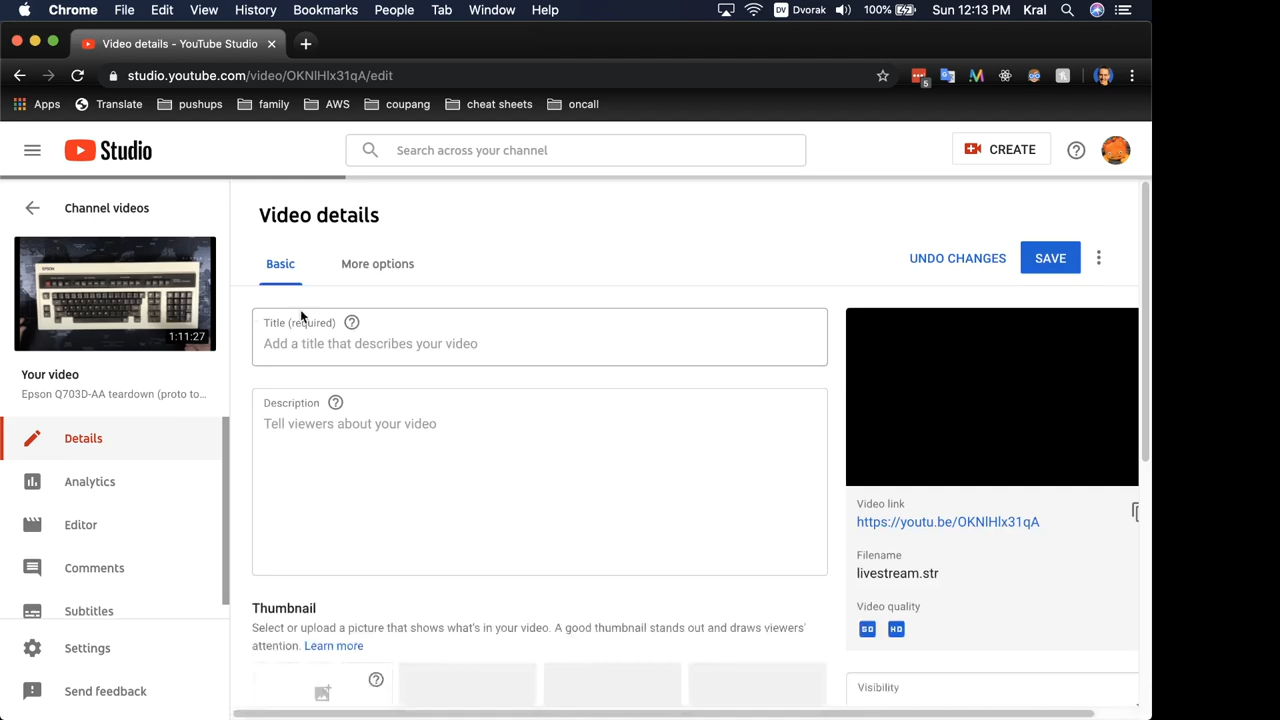 Chrome File Edit View History Bookmarks People Tab Window Help DV Dvorak 100% Sun 12:13 PM Kral
Video details - YouTube Studio
studio.youtube.com/video/OKNlHlx31qA/edit
5
Apps Translate pushups family AWS coupang cheat sheets oncall
Studio
Search across your channel
CREATE
Channel videos
1:11:27
Your video
Epson Q703D-AA teardown (proto to...
Details
Analytics
Editor
Comments
Subtitles
Settings
Send feedback
Video details
Basic
More options
UNDO CHANGES
SAVE
Title (required)
Add a title that describes your video
Description
Tell viewers about your video
Thumbnail
Select or upload a picture that shows what's in your video. A good thumbnail stands out and draws viewers'
attention. Learn more
Video link
https://youtu.be/OKNlHlx31qA
Filename
livestream.str
Video quality
SD HD
Visibility